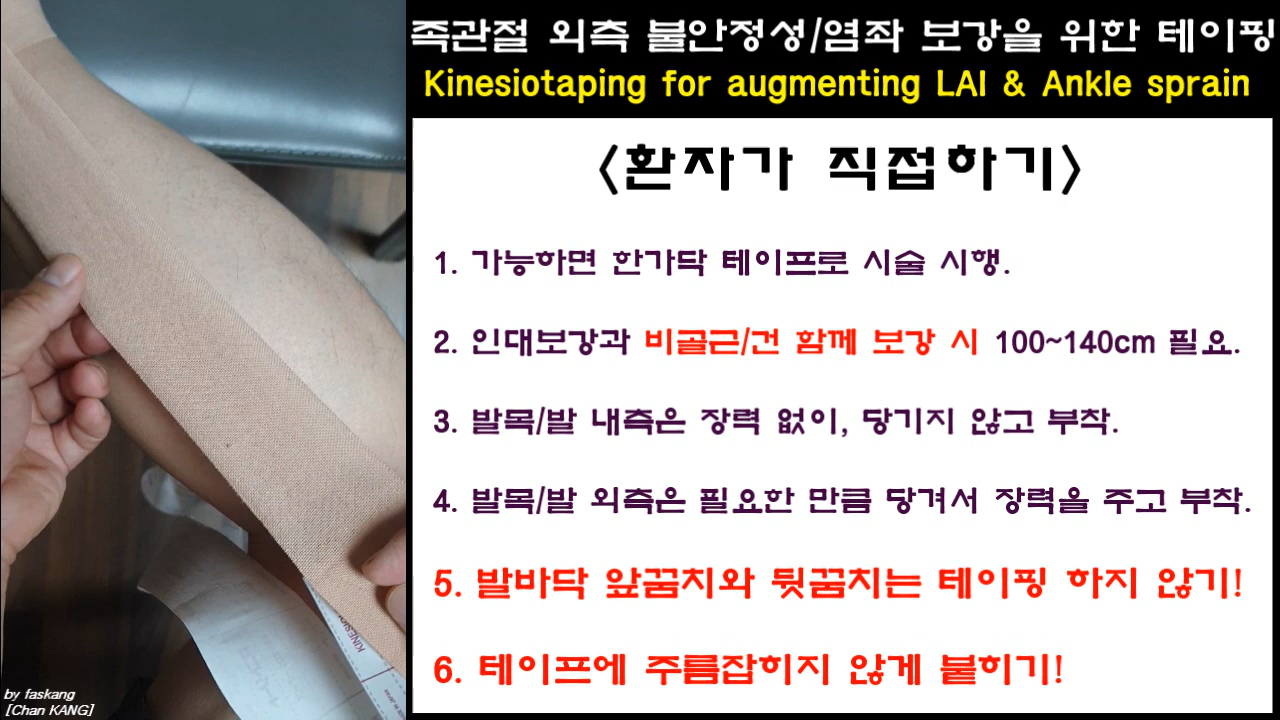 족관절 외측 불안정성/염좌 보강을 위한 테이핑
Kinesiotaping for augmenting LAI & Ankle sprain
<환자가 직접하기>
1. 가능하면 한가닥 테이프로 시술 시행.
2. 인대보강과 비골근/건 함께 보강 시 100~140cm 필요.
3. 발목/발 내측은 장력 없이, 당기지 않고 부착.
4. 발목/발 외측은 필요한 만큼 당겨서 장력을 주고 부착.
5. 발바닥 앞꿈치와 뒷꿈치는 테이핑 하지 않기!
6. 테이프에 주름잡히지 않게 붙히기!
KINESIO
by faskang
[Chan KANG]